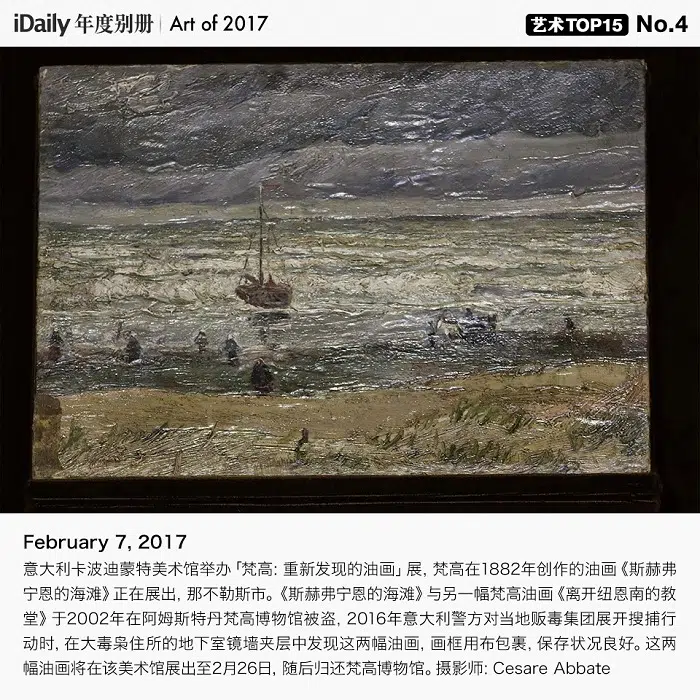 iDaily 年度别册 | Art of 2017
艺术TOP15 No.4
February 7, 2017
意大利卡波迪蒙特美术馆举办「梵高: 重新发现的油画」展, 梵高在1882年创作的油画《斯赫弗
宁恩的海滩》正在展出, 那不勒斯市。《斯赫弗宁恩的海滩》与另一幅梵高油画《离开纽恩南的教
堂》于2002年在阿姆斯特丹梵高博物馆被盗, 2016年意大利警方对当地贩毒集团展开搜捕行
动时, 在大毒枭住所的地下室镜墙夹层中发现这两幅油画, 画框用布包裹, 保存状况良好。这两
幅油画将在该美术馆展出至2月26日, 随后归还梵高博物馆。摄影师: Cesare Abbate